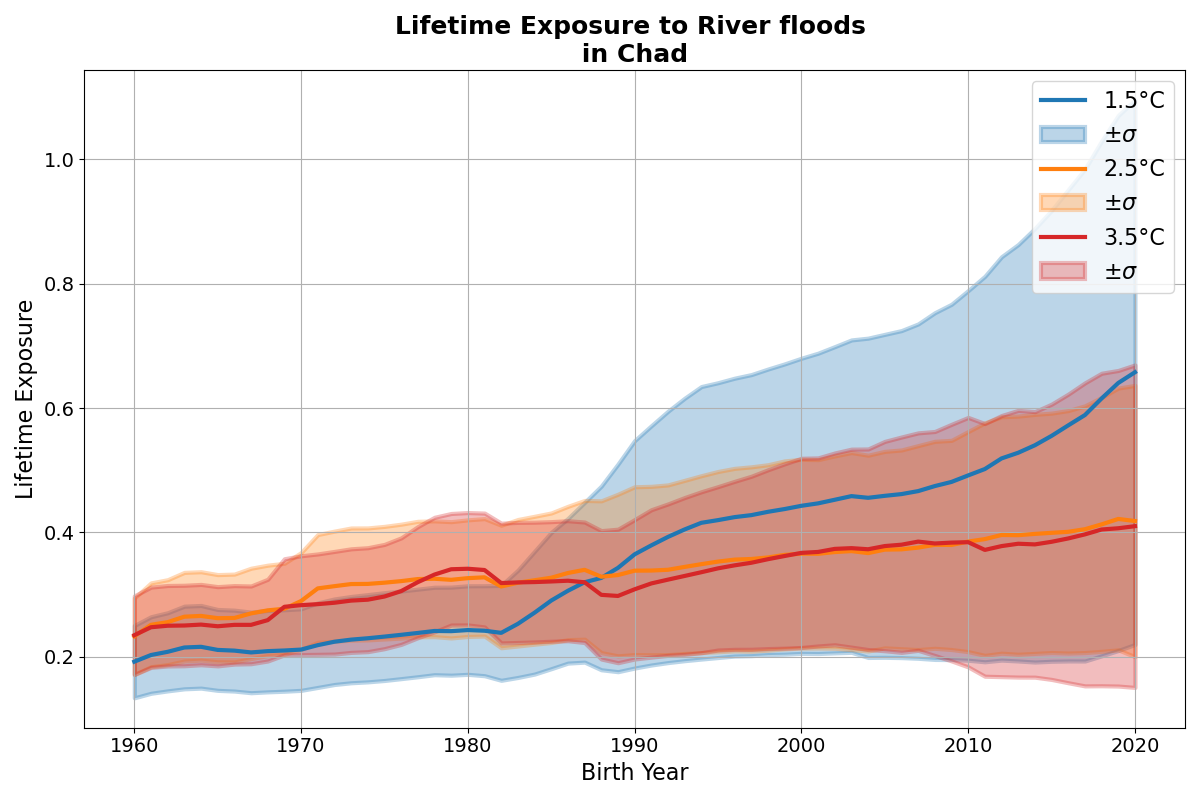 Lifetime Exposure to River floods
in Chad
1.5°C
±σ
2.5°C
±σ
3.5°C
±σ
Lifetime Exposure
1.0
0.8
0.6
0.4
0.2
1960 1970 1980 1990 2000 2010 2020
Birth Year